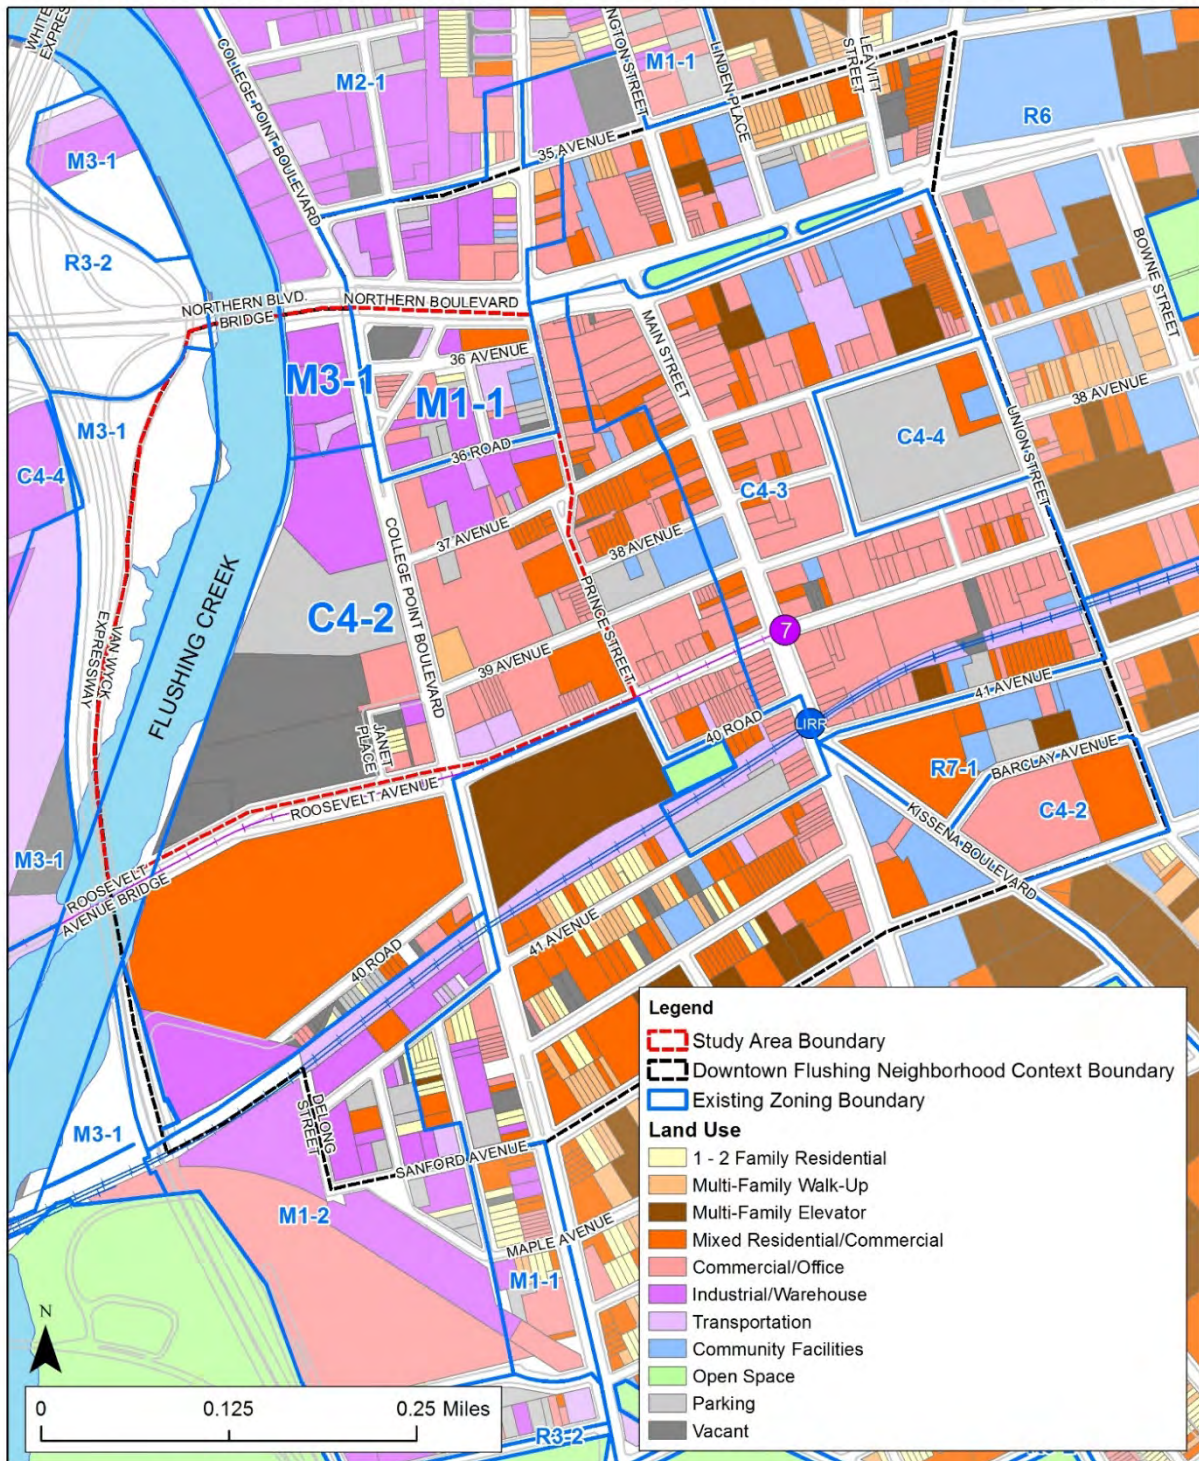 WHITE
EXPRES
COLLEGE POINT BOULEVARD
M2-1
NGTON STREET
M1-1
LINDEN PLACE
LEAVITT
STREET
R6
M3-1
35 AVENUE
R3-2
BOWNE STREET
NORTHERN BLVD.
BRIDGE
NORTHERN BOULEVARD
36 AVENUE
MAIN STREET
M3-1
M1-1
38 AVENUE
UNION STREET
M3-1
36 ROAD
C4-4
C4-4
C4-3
37 AVENUE
38 AVENUE
COLLEGE POINT BOULEVARD
PRINCE STREET
C4-2
7
VAN WYCK
EXPRESSWAY
FLUSHING CREEK
39 AVENUE
41 AVENUE
40 ROAD
LIRR
JANET
PLACE
BARCLAY AVENUE
R7-1
ROOSEVELT AVENUE
C4-2
KISSENA BOULEVARD
M3-1
ROOSEVELT
AVENUE BRIDGE
41 AVENUE
40 ROAD
M3-1
DELONG
STREET
SANFORD AVENUE
M1-2
MAPLE AVENUE
M1-1
R3-2
Legend
Study Area Boundary
Downtown Flushing Neighborhood Context Boundary
Existing Zoning Boundary
Land Use
1 - 2 Family Residential
Multi-Family Walk-Up
Multi-Family Elevator
Mixed Residential/Commercial
Commercial/Office
Industrial/Warehouse
Transportation
Community Facilities
Open Space
Parking
Vacant
N
0 0.125 0.25 Miles